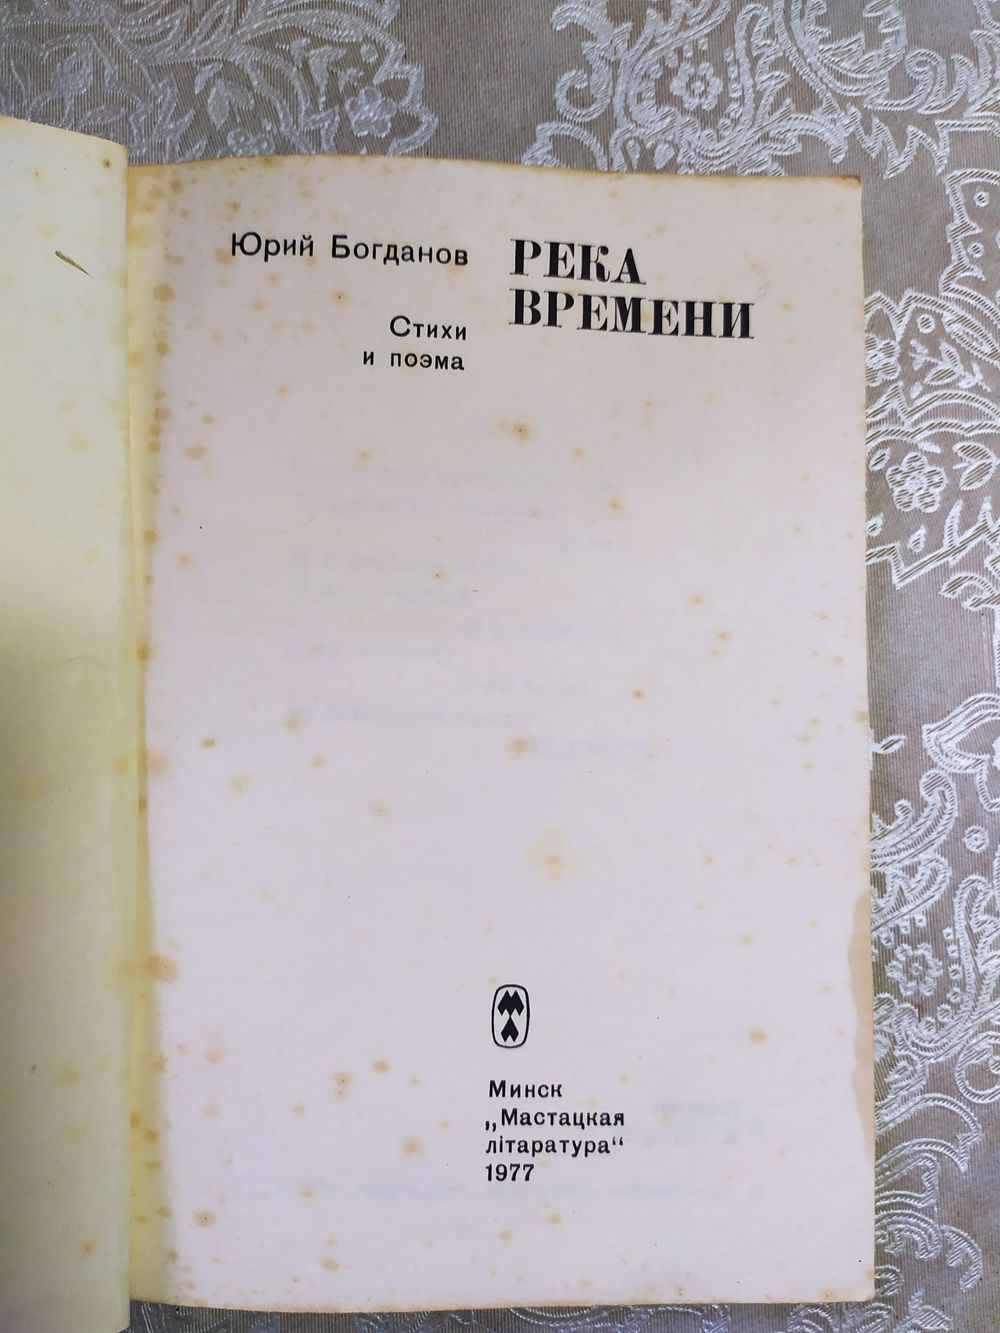 Юрий Богданов
Стихи
и поэма
РЕКА
ВРЕМЕНИ
Минск
„Мастацкая
літаратура“
1977